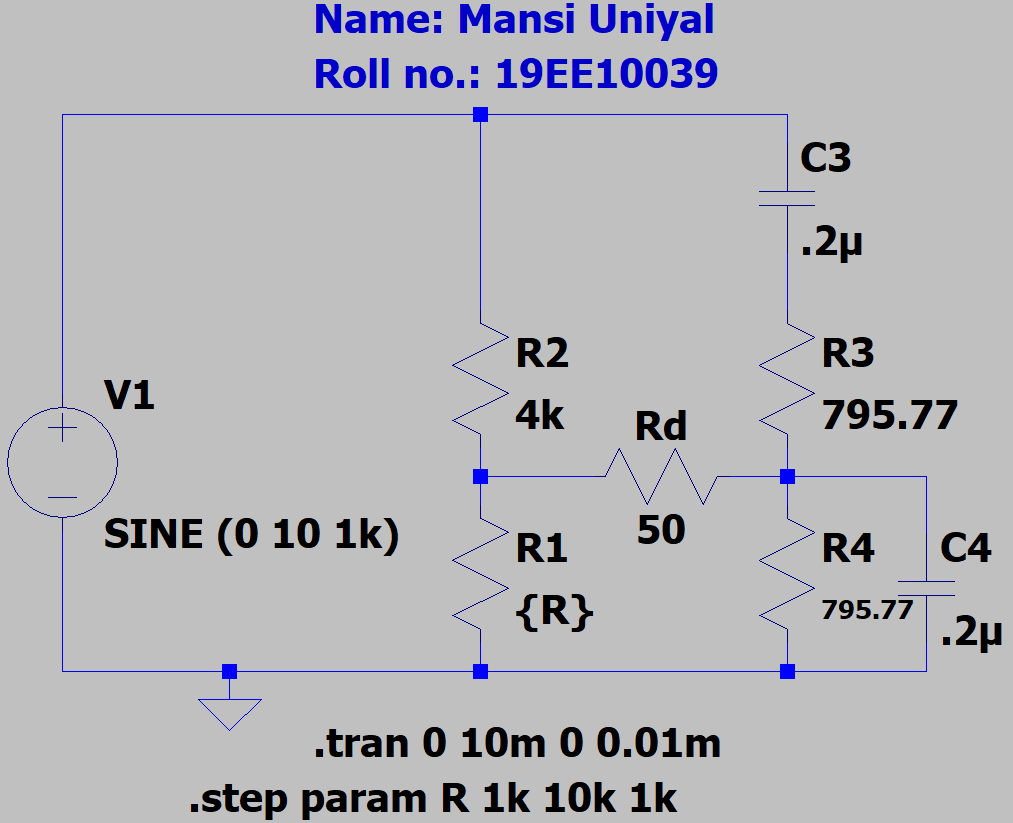 Name: Mansi Uniyal
Roll no.: 19EE10039
C3
.2µ
R2
4k
R3
795.77
V1
SINE (0 10 1k)
Rd
50
R1
{R}
R4
795.77
C4
.2µ
.tran 0 10m 0 0.01m
.step param R 1k 10k 1k